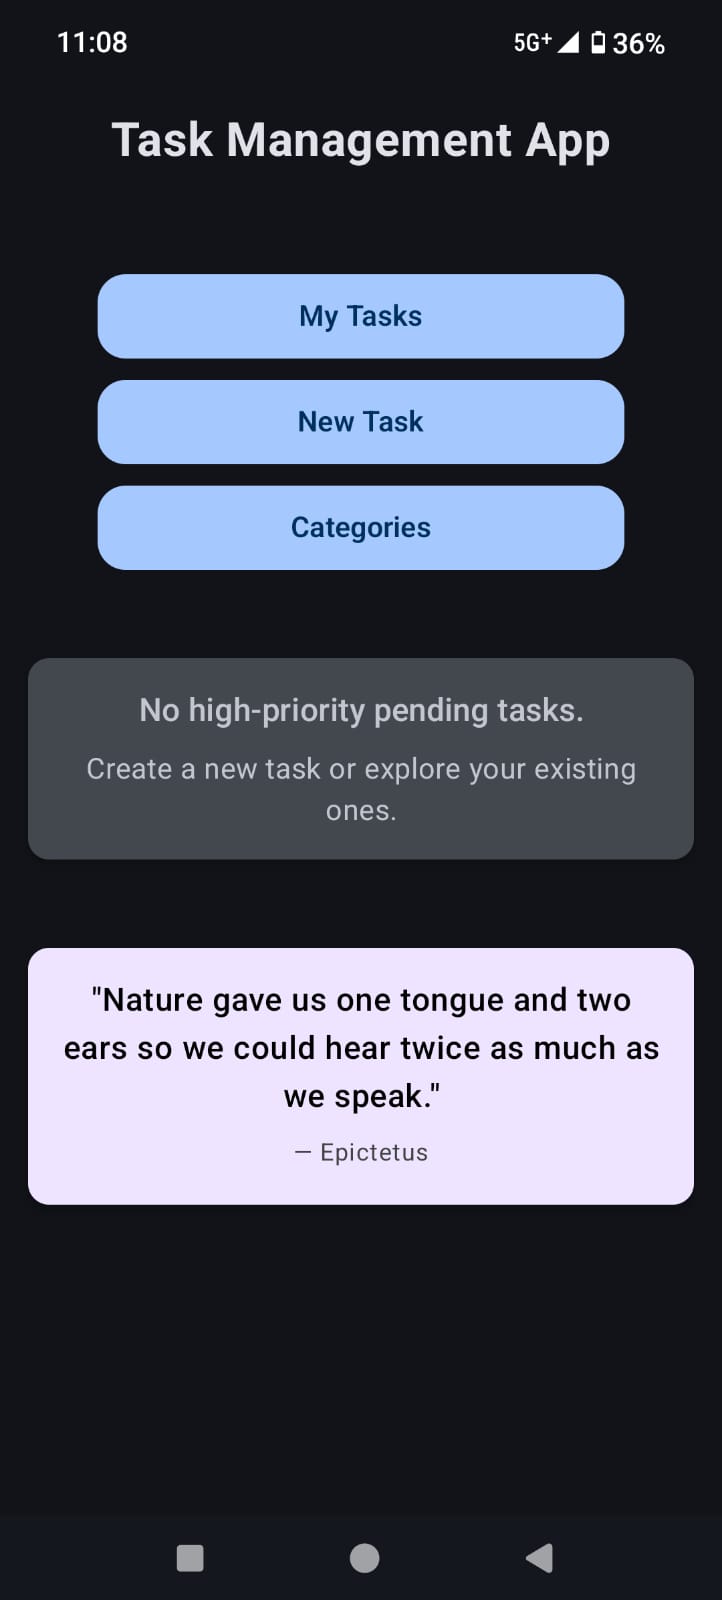 11:08 5G+ 36%
Task Management App
My Tasks
New Task
Categories
No high-priority pending tasks.
Create a new task or explore your existing
ones.
"Nature gave us one tongue and two
ears so we could hear twice as much as
we speak."
— Epictetus